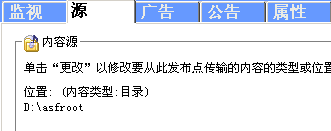 监视 源 广告 公告 属性
内容源
单击“更改”以修改要从此发布点传输的内容的类型或位置
位置: (内容类型:目录)
D:\asfroot